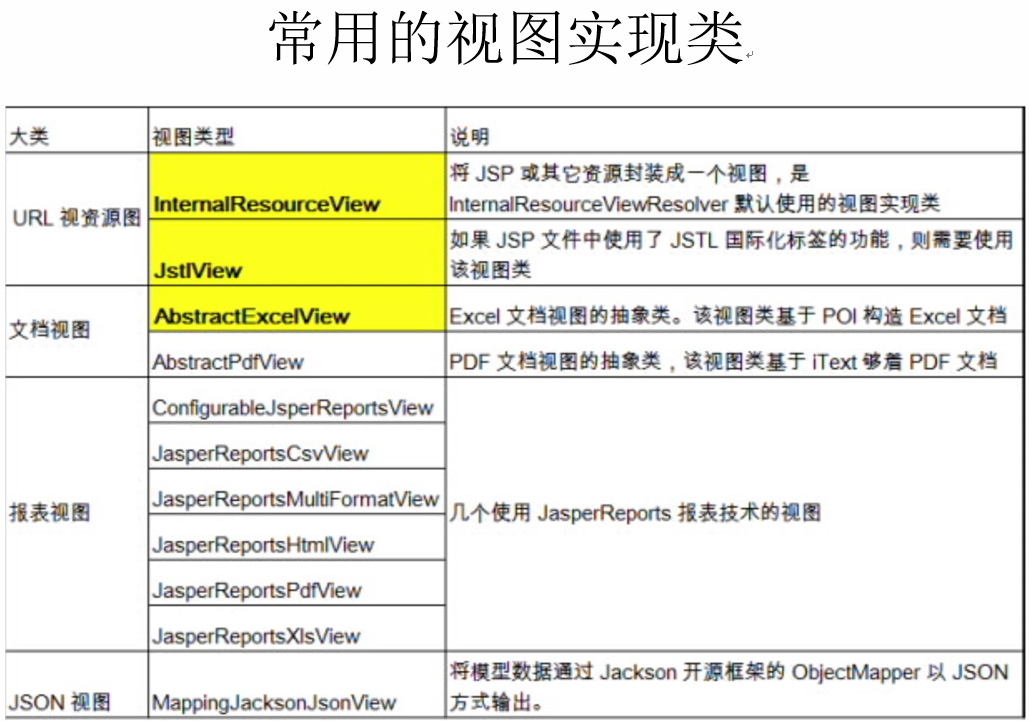 常用的视图实现类
大类 视图类型 说明
URL 视资源图 InternalResourceView 将 JSP 或其它资源封装成一个视图，是
InternalResourceViewResolver 默认使用的视图实现类
JstlView 如果 JSP 文件中使用了 JSTL 国际化标签的功能，则需要使用
该视图类
文档视图 AbstractExcelView Excel 文档视图的抽象类。该视图类基于 POI 构造 Excel 文档
AbstractPdfView PDF 文档视图的抽象类，该视图类基于 iText 够着 PDF 文档
报表视图 ConfigurableJsperReportsView 几个使用 JasperReports 报表技术的视图
JasperReportsCsvView
JasperReportsMultiFormatView
JasperReportsHtmlView
JasperReportsPdfView
JasperReportsXlsView
JSON 视图 MappingJacksonJsonView 将模型数据通过 Jackson 开源框架的 ObjectMapper 以 JSON
方式输出。